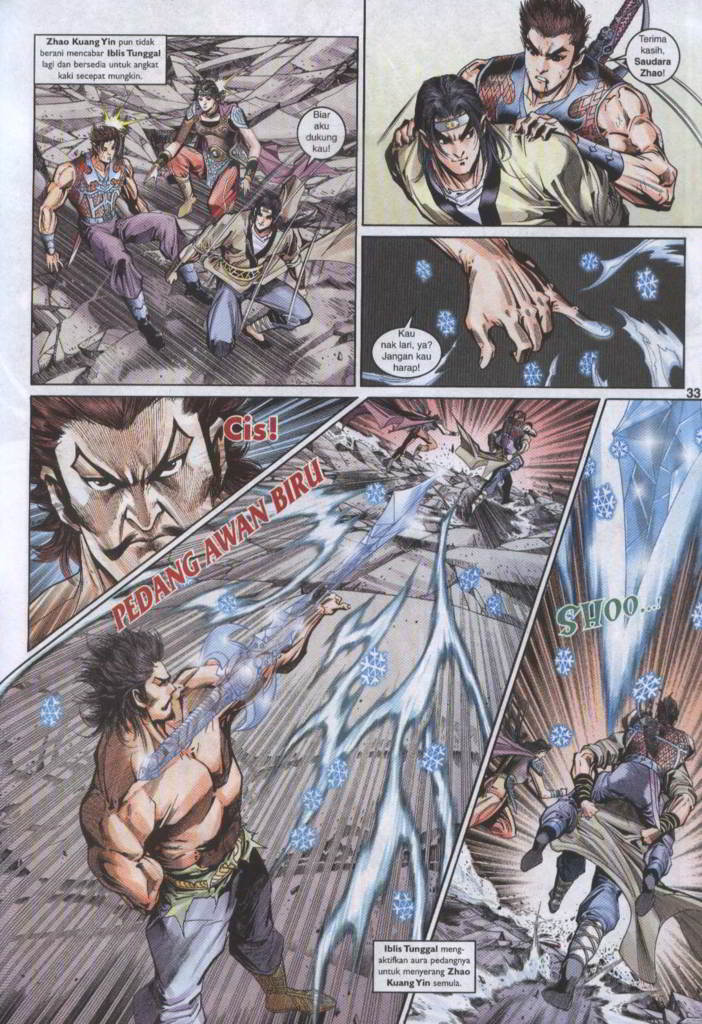 Zhao Kuang Yin pun tidak
berani mencabar Iblis Tunggal
lagi dan bersedia untuk angkat
kaki secepat mungkin.
Biar
aku
dukung
kau!
Terima
kasih,
Saudara
Zhao!
Kau
nak lari, ya?
Jangan kau
harap!
33
Cis!
PEDANG AWAN BIRU
SHOO...!
Iblis Tunggal meng-
aktifkan aura pedangnya
untuk menyerang Zhao
Kuang Yin semula.